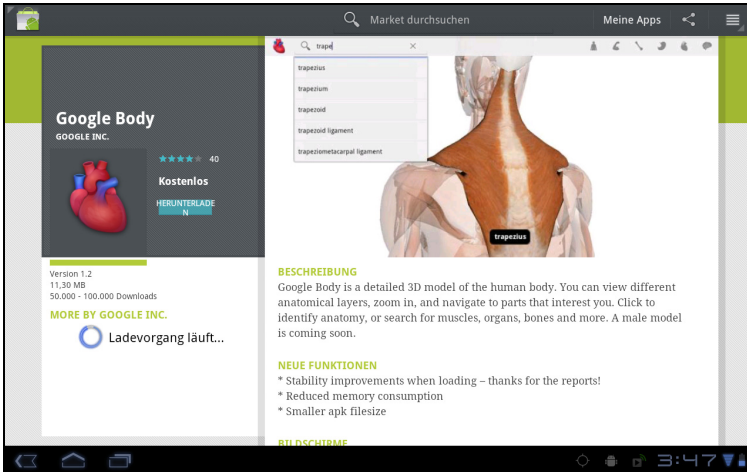 Market durchsuchen
Meine Apps
Google Body
GOOGLE INC.
40
Kostenlos
HERUNTERLADE
N
Version 1.2
11,30 MB
50.000 - 100.000 Downloads
MORE BY GOOGLE INC.
Ladevorgang läuft...
trape
trapezius
trapezium
trapezoid
trapezoid ligament
trapeziometacarpal ligament
trapezius
BESCHREIBUNG
Google Body is a detailed 3D model of the human body. You can view different
anatomical layers, zoom in, and navigate to parts that interest you. Click to
identify anatomy, or search for muscles, organs, bones and more. A male model
is coming soon.
NEUE FUNKTIONEN
* Stability improvements when loading – thanks for the reports!
* Reduced memory consumption
* Smaller apk filesize
BILDSCHIRME
3:47